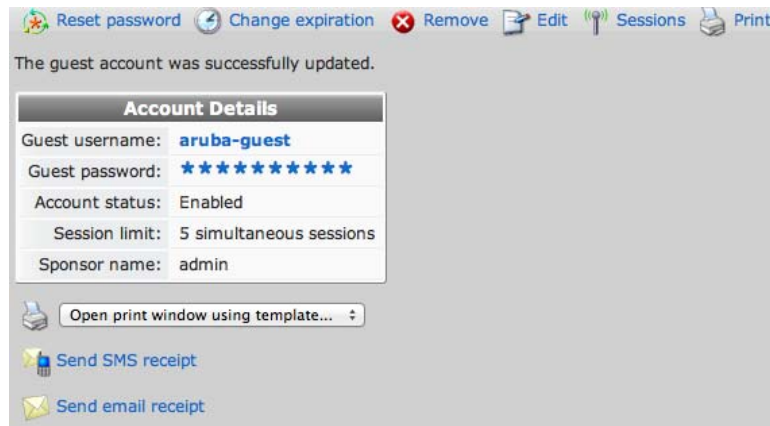 Reset password Change expiration Remove Edit Sessions Print
The guest account was successfully updated.
Account Details
Guest username: aruba-guest
Guest password: **********
Account status: Enabled
Session limit: 5 simultaneous sessions
Sponsor name: admin
Open print window using template...
Send SMS receipt
Send email receipt